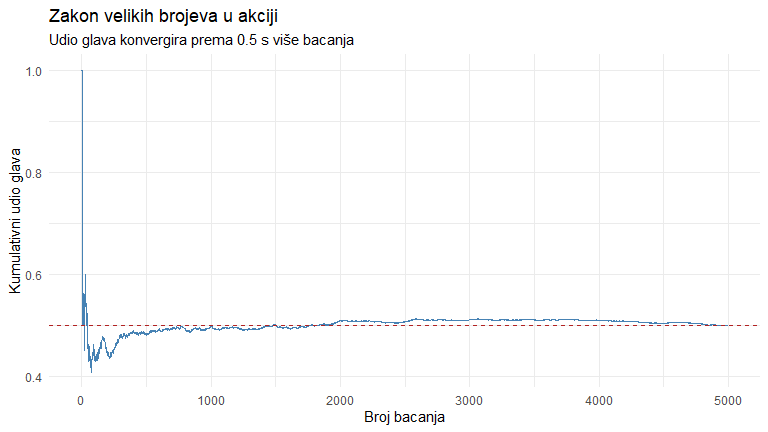 Zakon velikih brojeva u akciji
Udio glava konvergira prema 0.5 s više bacanja
Kumulativni udio glava
1.0
0.8
0.6
0.4
0 1000 2000 3000 4000 5000
Broj bacanja